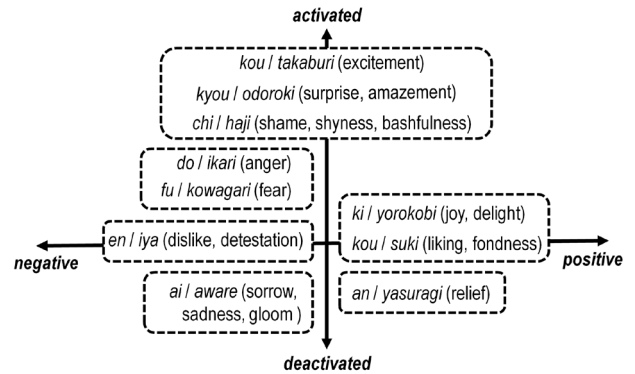 activated
kou / takaburi (excitement)
kyou / odoroki (surprise, amazement)
chi / haji (shame, shyness, bashfulness)
do / ikari (anger)
fu / kowagari (fear)
ki / yorokobi (joy, delight)
en / iya (dislike, detestation)
kou / suki (liking, fondness)
negative
positive
ai / aware (sorrow,
sadness, gloom )
an / yasuragi (relief)
deactivated